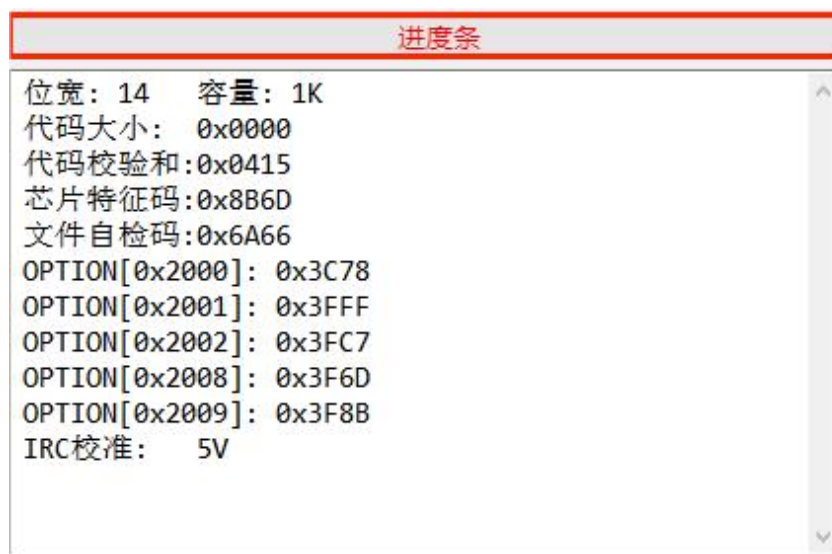 进度条
位宽: 14 容量: 1K
代码大小: 0x0000
代码校验和:0x0415
芯片特征码:0x8B6D
文件自检码:0x6A66
OPTION[0x2000]: 0x3C78
OPTION[0x2001]: 0x3FFF
OPTION[0x2002]: 0x3FC7
OPTION[0x2008]: 0x3F6D
OPTION[0x2009]: 0x3F8B
IRC校准: 5V